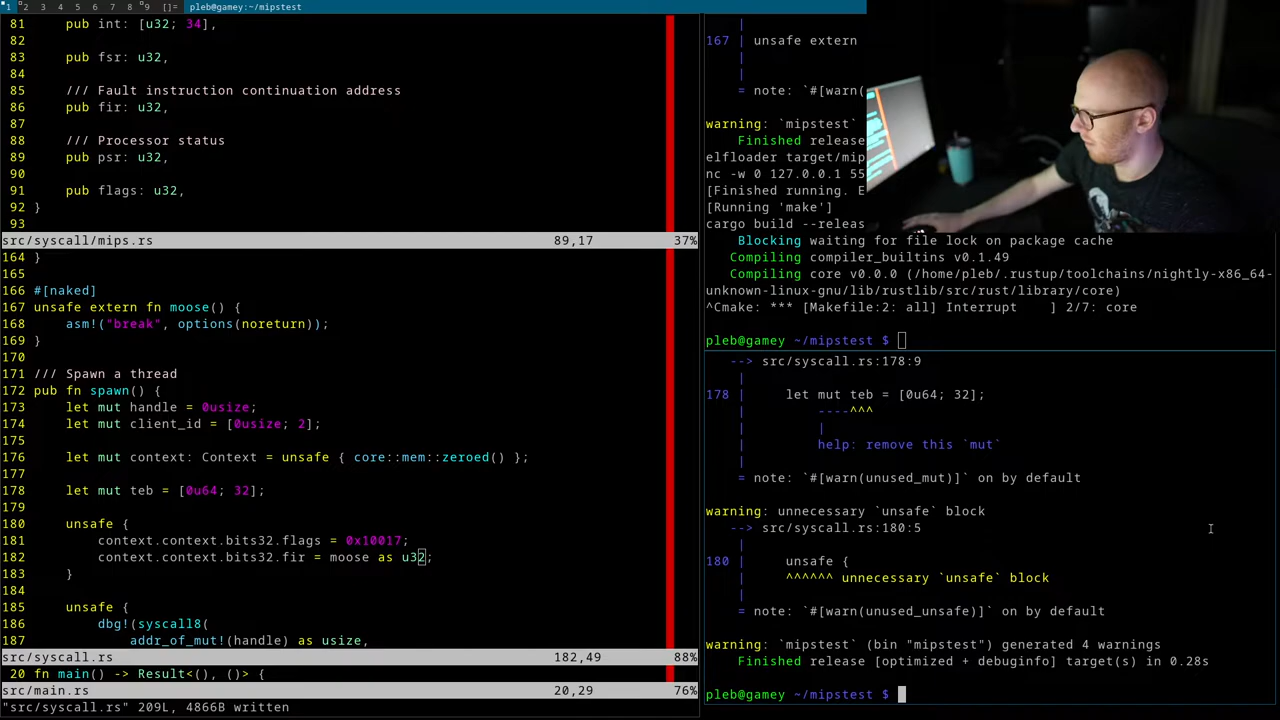 1 2 3 4 5 6 7 8 9 []= pleb@gamey:~/mipstest
81     pub int: [u32; 34],
82
83     pub fsr: u32,
84
85     /// Fault instruction continuation address
86     pub fir: u32,
87
88     /// Processor status
89     pub psr: u32,
90
91     pub flags: u32,
92 }
93
src/syscall/mips.rs 89,17 37%
164 }
165
166 #[naked]
167 unsafe extern fn moose() {
168     asm!("break", options(noreturn));
169 }
170
171 /// Spawn a thread
172 pub fn spawn() {
173     let mut handle = 0usize;
174     let mut client_id = [0usize; 2];
175
176     let mut context: Context = unsafe { core::mem::zeroed() };
177
178     let mut teb = [0u64; 32];
179
180     unsafe {
181         context.context.bits32.flags = 0x10017;
182         context.context.bits32.fir = moose as u32;
183     }
184
185     unsafe {
186         dbg!(syscall8(
187             addr_of_mut!(handle) as usize,
src/syscall.rs 182,49 88%
20 fn main() -> Result<(), ()> {
src/main.rs 20,29 76%
"src/syscall.rs" 209L, 4866B written
|
167 | unsafe extern
|
|
= note: `#[warn(
warning: `mipstest`
Finished release
elfloader target/mip
nc -w 0 127.0.0.1 55
[Finished running. E
[Running 'make']
cargo build --releas
Blocking waiting for file lock on package cache
Compiling compiler_builtins v0.1.49
Compiling core v0.0.0 (/home/pleb/.rustup/toolchains/nightly-x86_64-
unknown-linux-gnu/lib/rustlib/src/rust/library/core)
^Cmake: *** [Makefile:2: all] Interrupt    ] 2/7: core
pleb@gamey ~/mipstest $
--> src/syscall.rs:178:9
|
178 |     let mut teb = [0u64; 32];
|         ----^^^
|         |
|         help: remove this `mut`
|
= note: `#[warn(unused_mut)]` on by default
warning: unnecessary `unsafe` block
--> src/syscall.rs:180:5
|
180 |     unsafe {
|     ^^^^^^ unnecessary `unsafe` block
|
= note: `#[warn(unused_unsafe)]` on by default
warning: `mipstest` (bin "mipstest") generated 4 warnings
Finished release [optimized + debuginfo] target(s) in 0.28s
pleb@gamey ~/mipstest $